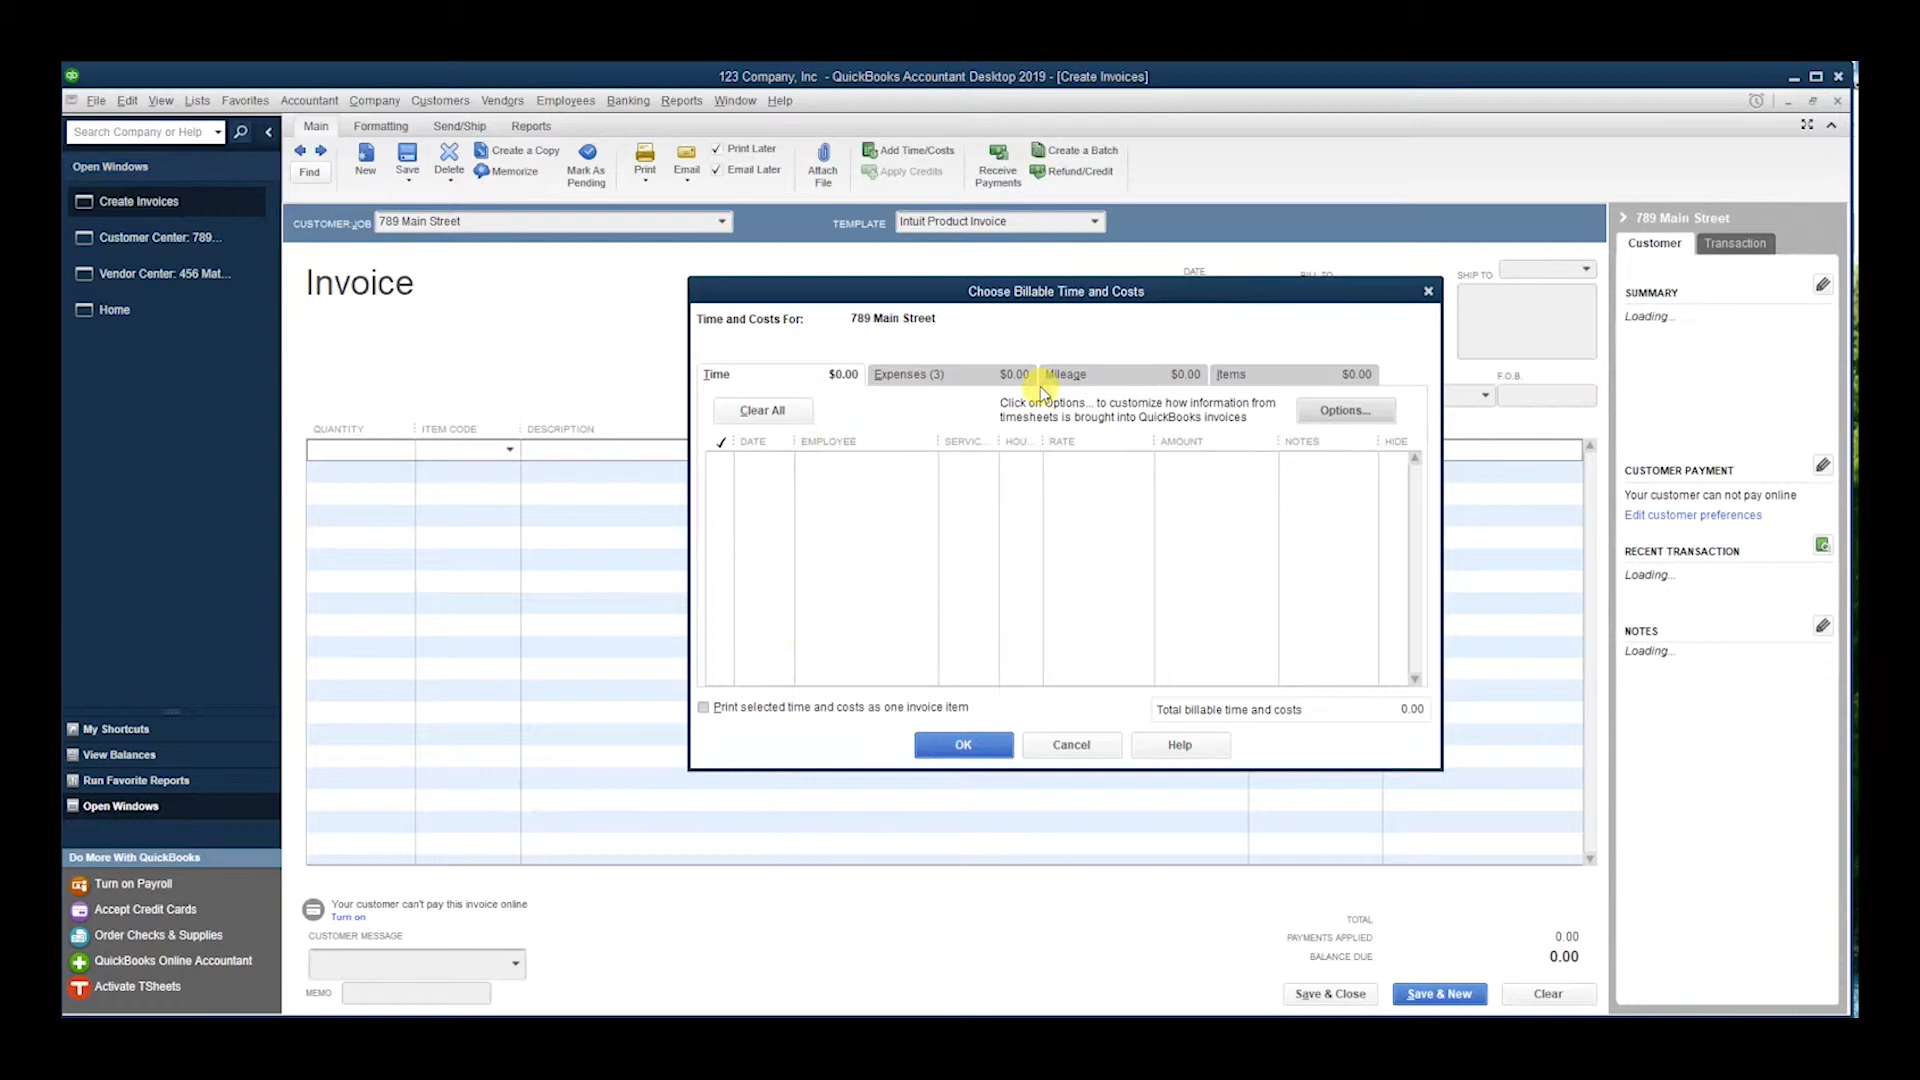 123 Company, Inc - QuickBooks Accountant Desktop 2019 - [Create Invoices]
File Edit View Lists Favorites Accountant Company Customers Vendors Employees Banking Reports Window Help
Search Company or Help
Main Formatting Send/Ship Reports
Open Windows
Create Invoices
Customer Center: 789...
Vendor Center: 456 Mat...
Home
Find
New
Save
Delete
Create a Copy
Memorize
Mark As
Pending
Print
Email
Print Later
Email Later
Attach
File
Add Time/Costs
Apply Credits
Receive
Payments
Create a Batch
Refund/Credit
CUSTOMER:JOB 789 Main Street
TEMPLATE Intuit Product Invoice
Invoice
DATE
BILL TO
SHIP TO
F.O.B.
QUANTITY ITEM CODE DESCRIPTION
Choose Billable Time and Costs
Time and Costs For: 789 Main Street
Time $0.00 Expenses (3) $0.00 Mileage $0.00 Items $0.00
Clear All
Click on Options... to customize how information from
timesheets is brought into QuickBooks invoices
Options...
DATE EMPLOYEE SERVIC... HOU... RATE AMOUNT NOTES HIDE
Print selected time and costs as one invoice item
Total billable time and costs 0.00
OK Cancel Help
789 Main Street
Customer Transaction
SUMMARY
Loading...
CUSTOMER PAYMENT
Your customer can not pay online
Edit customer preferences
RECENT TRANSACTION
Loading...
NOTES
Loading...
My Shortcuts
View Balances
Run Favorite Reports
Open Windows
Do More With QuickBooks
Turn on Payroll
Accept Credit Cards
Order Checks & Supplies
QuickBooks Online Accountant
Activate TSheets
Your customer can't pay this invoice online
Turn on
CUSTOMER MESSAGE
MEMO
TOTAL
PAYMENTS APPLIED 0.00
BALANCE DUE 0.00
Save & Close Save & New Clear